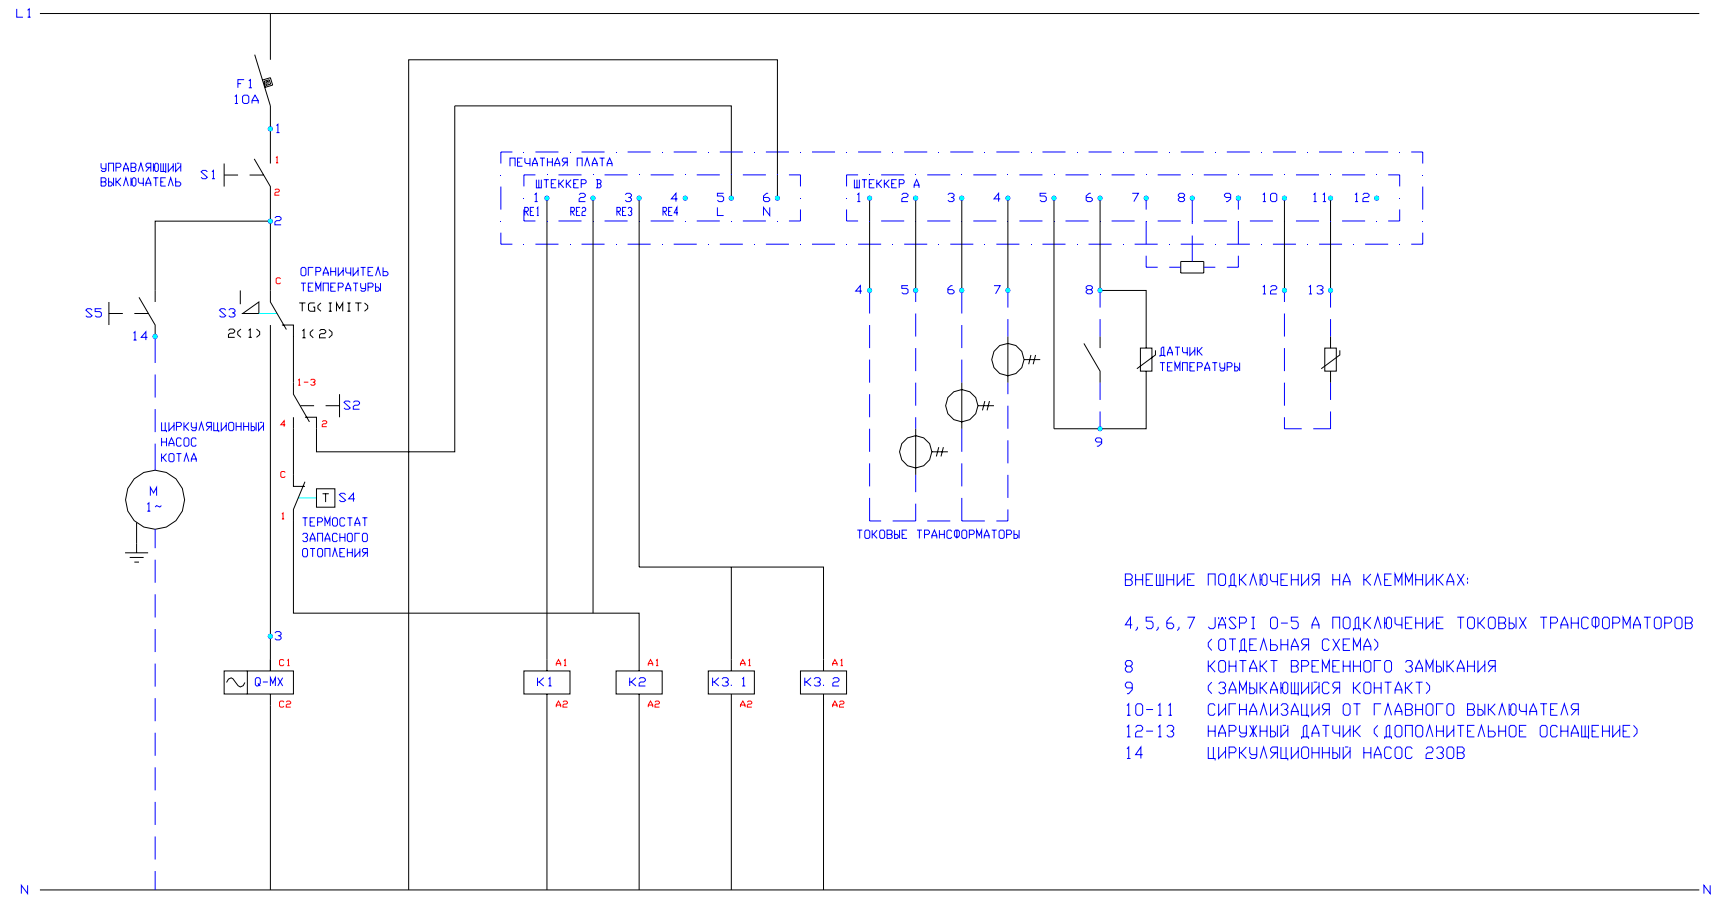 L1
F1
10A
1
УПРАВЛЯЮЩИЙ
ВЫКЛЮЧАТЕЛЬ
S1
1
2
2
ПЕЧАТНАЯ ПЛАТА
ШТЕККЕР B
1 2 3 4 5 6
RE1 RE2 RE3 RE4 L N
ШТЕККЕР A
1 2 3 4 5 6 7 8 9 10 11 12
ОГРАНИЧИТЕЛЬ
ТЕМПЕРАТУРЫ
C
TG(IMIT)
S3
2(1) 1(2)
S5
14
4 5 6 7 8 12 13
ДАТЧИК
ТЕМПЕРАТУРЫ
1-3
S2
4 2
9
ЦИРКУЛЯЦИОННЫЙ
НАСОС
КОТЛА
M
1~
C
T S4
1
ТЕРМОСТАТ
ЗАПАСНОГО
ОТОПЛЕНИЯ
ТОКОВЫЕ ТРАНСФОРМАТОРЫ
3
C1 A1 A1 A1 A1
Q-MX K1 K2 K3. 1 K3. 2
C2 A2 A2 A2 A2
ВНЕШНИЕ ПОДКЛЮЧЕНИЯ НА КЛЕММНИКАХ:
4,5,6,7 JÄSPI 0-5 A ПОДКЛЮЧЕНИЕ ТОКОВЫХ ТРАНСФОРМАТОРОВ
(ОТДЕЛЬНАЯ СХЕМА)
8 КОНТАКТ ВРЕМЕННОГО ЗАМЫКАНИЯ
9 (ЗАМЫКАЮЩИЙСЯ КОНТАКТ)
10-11 СИГНАЛИЗАЦИЯ ОТ ГЛАВНОГО ВЫКЛЮЧАТЕЛЯ
12-13 НАРУЖНЫЙ ДАТЧИК (ДОПОЛНИТЕЛЬНОЕ ОСНАЩЕНИЕ)
14 ЦИРКУЛЯЦИОННЫЙ НАСОС 230В
N N